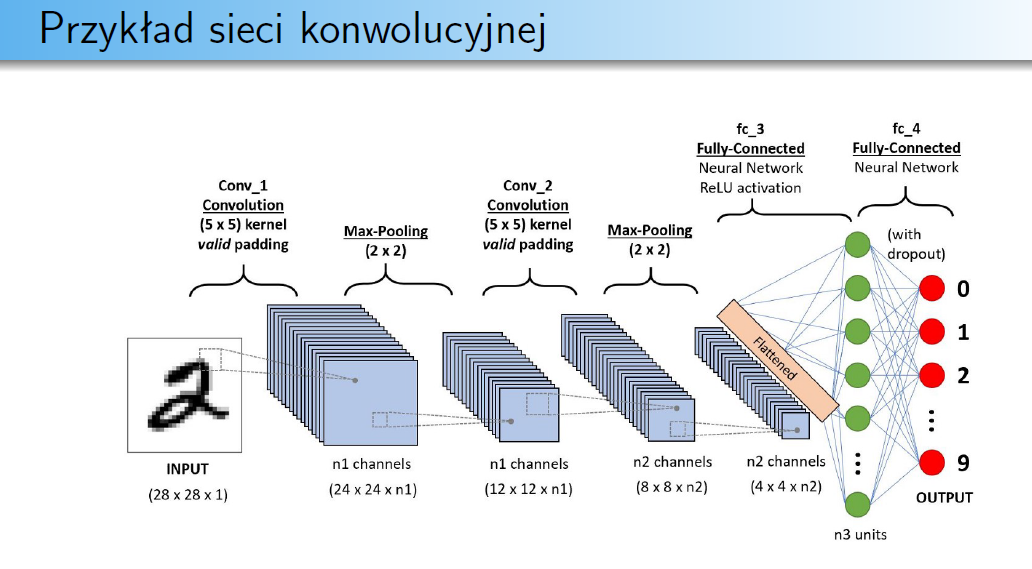 Przykład sieci konwolucyjnej
fc_3
Fully-Connected
Neural Network
ReLU activation
fc_4
Fully-Connected
Neural Network
Conv_1
Convolution
(5 x 5) kernel
valid padding
Max-Pooling
(2 x 2)
Conv_2
Convolution
(5 x 5) kernel
valid padding
Max-Pooling
(2 x 2)
(with
dropout)
Flattened
0
1
2
9
INPUT
(28 x 28 x 1)
n1 channels
(24 x 24 x n1)
n1 channels
(12 x 12 x n1)
n2 channels
(8 x 8 x n2)
n2 channels
(4 x 4 x n2)
OUTPUT
n3 units